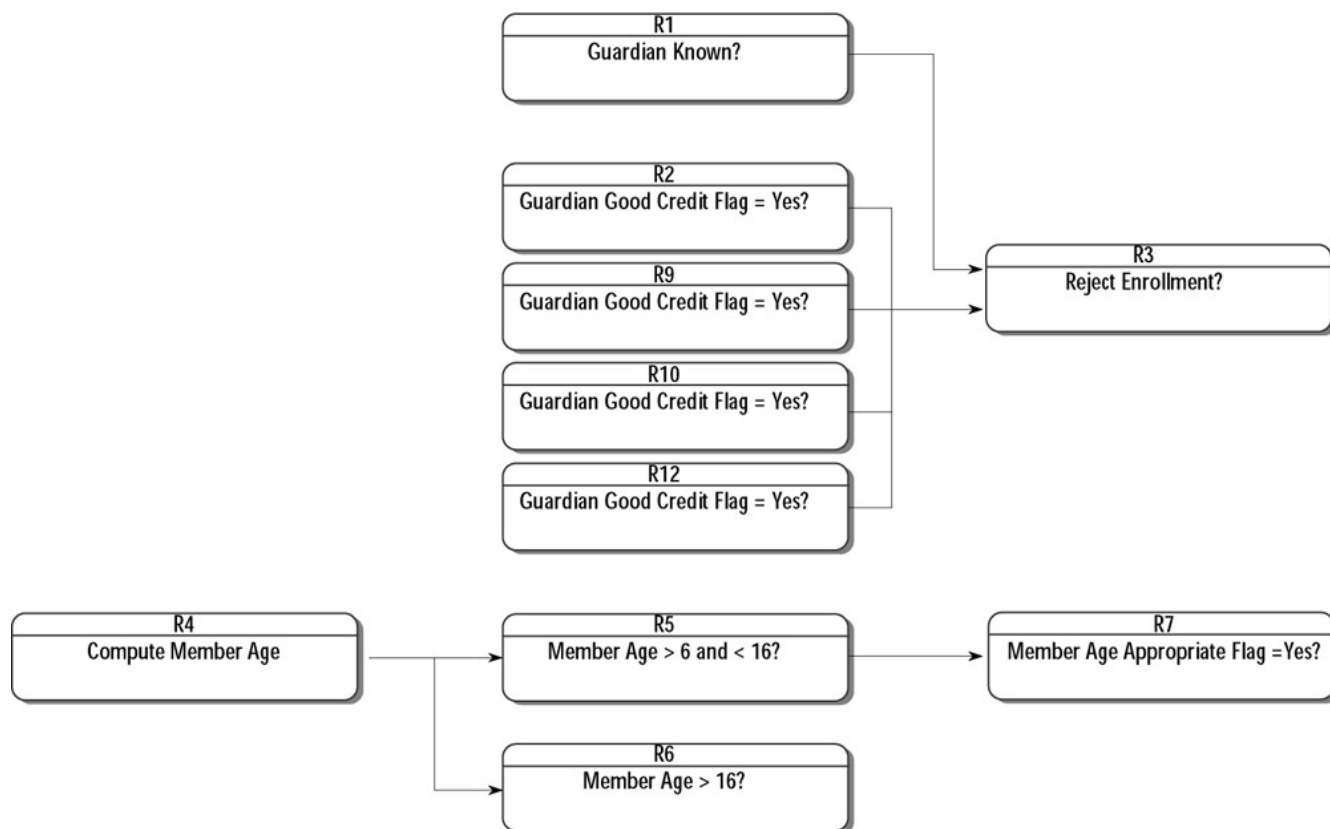 R1
Guardian Known?
R2
Guardian Good Credit Flag = Yes?
R9
Guardian Good Credit Flag = Yes?
R10
Guardian Good Credit Flag = Yes?
R12
Guardian Good Credit Flag = Yes?
R3
Reject Enrollment?
R4
Compute Member Age
R5
Member Age > 6 and < 16?
R7
Member Age Appropriate Flag =Yes?
R6
Member Age > 16?